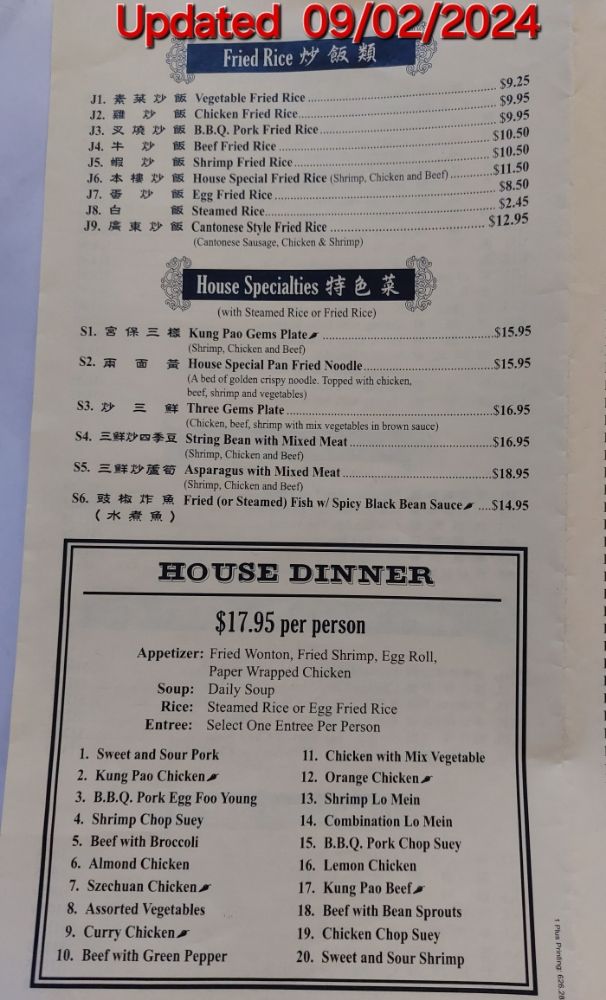 Updated 09/02/2024
Fried Rice 炒飯類
J1. 素菜炒飯 Vegetable Fried Rice $9.25
J2. 雞炒飯 Chicken Fried Rice $9.95
J3. 叉燒炒飯 B.B.Q. Pork Fried Rice $9.95
J4. 牛炒飯 Beef Fried Rice $10.50
J5. 蝦炒飯 Shrimp Fried Rice $10.50
J6. 本樓炒飯 House Special Fried Rice (Shrimp, Chicken and Beef) $11.50
J7. 蛋炒飯 Egg Fried Rice $8.50
J8. 白飯 Steamed Rice $2.45
J9. 廣東炒飯 Cantonese Style Fried Rice $12.95
(Cantonese Sausage, Chicken & Shrimp)
House Specialties 特色菜
(with Steamed Rice or Fried Rice)
S1. 宮保三樣 Kung Pao Gems Plate $15.95
(Shrimp, Chicken and Beef)
S2. 兩面黃 House Special Pan Fried Noodle $15.95
(A bed of golden crispy noodle. Topped with chicken,
beef, shrimp and vegetables)
S3. 炒三鮮 Three Gems Plate $16.95
(Chicken, beef, shrimp with mix vegetables in brown sauce)
S4. 三鮮炒四季豆 String Bean with Mixed Meat $16.95
(Shrimp, Chicken and Beef)
S5. 三鮮炒蘆筍 Asparagus with Mixed Meat $18.95
(Shrimp, Chicken and Beef)
S6. 豉椒炸魚 Fried (or Steamed) Fish w/ Spicy Black Bean Sauce $14.95
(水煮魚)
HOUSE DINNER
$17.95 per person
Appetizer: Fried Wonton, Fried Shrimp, Egg Roll,
Paper Wrapped Chicken
Soup: Daily Soup
Rice: Steamed Rice or Egg Fried Rice
Entree: Select One Entree Per Person
1. Sweet and Sour Pork
2. Kung Pao Chicken
3. B.B.Q. Pork Egg Foo Young
4. Shrimp Chop Suey
5. Beef with Broccoli
6. Almond Chicken
7. Szechuan Chicken
8. Assorted Vegetables
9. Curry Chicken
10. Beef with Green Pepper
11. Chicken with Mix Vegetable
12. Orange Chicken
13. Shrimp Lo Mein
14. Combination Lo Mein
15. B.B.Q. Pork Chop Suey
16. Lemon Chicken
17. Kung Pao Beef
18. Beef with Bean Sprouts
19. Chicken Chop Suey
20. Sweet and Sour Shrimp
1 Plus Printing: 626.2